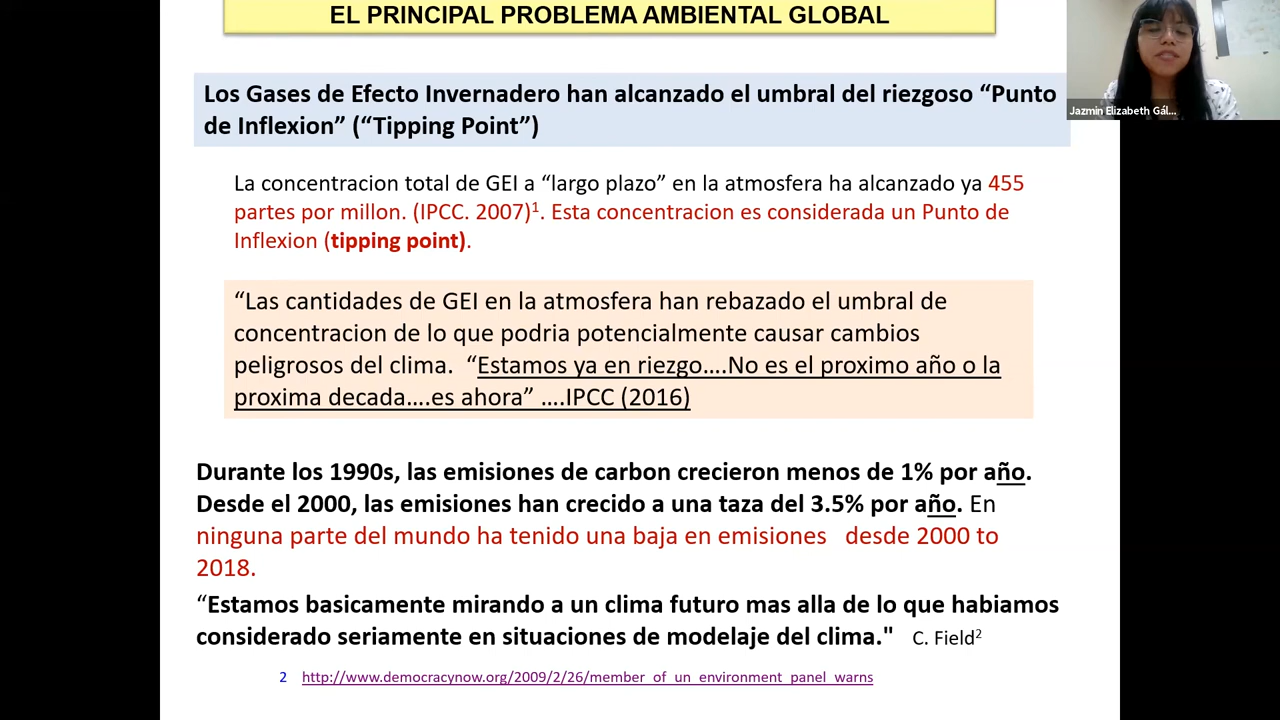 EL PRINCIPAL PROBLEMA AMBIENTAL GLOBAL
Jazmin Elizabeth Gál...
Los Gases de Efecto Invernadero han alcanzado el umbral del riezgoso “Punto
de Inflexion” (“Tipping Point”)
La concentracion total de GEI a “largo plazo” en la atmosfera ha alcanzado ya 455
partes por millon. (IPCC. 2007)¹. Esta concentracion es considerada un Punto de
Inflexion (tipping point).
“Las cantidades de GEI en la atmosfera han rebazado el umbral de
concentracion de lo que podria potencialmente causar cambios
peligrosos del clima. “Estamos ya en riezgo….No es el proximo año o la
proxima decada….es ahora” ….IPCC (2016)
Durante los 1990s, las emisiones de carbon crecieron menos de 1% por año.
Desde el 2000, las emisiones han crecido a una taza del 3.5% por año. En
ninguna parte del mundo ha tenido una baja en emisiones desde 2000 to
2018.
“Estamos basicamente mirando a un clima futuro mas alla de lo que habiamos
considerado seriamente en situaciones de modelaje del clima." C. Field²
2 http://www.democracynow.org/2009/2/26/member_of_un_environment_panel_warns